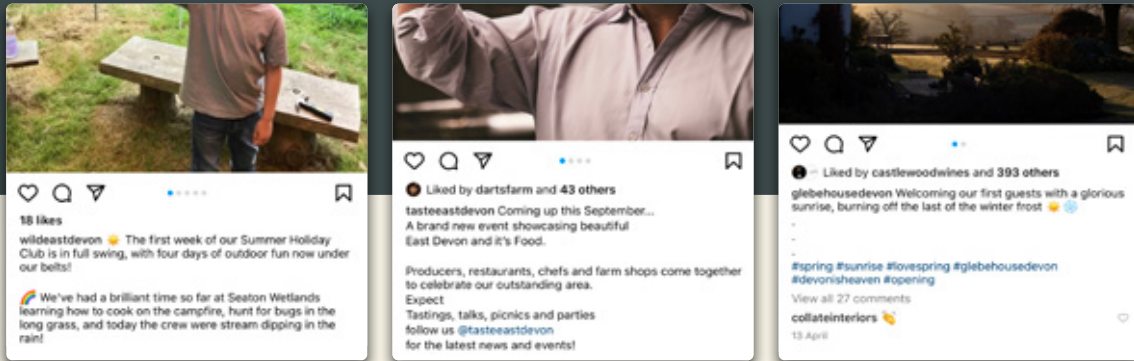 18 likes
wildeastdevon ☀️ The first week of our Summer Holiday
Club is in full swing, with four days of outdoor fun now under
our belts!
🌈 We've had a brilliant time so far at Seaton Wetlands
learning how to cook on the campfire, hunt for bugs in the
long grass, and today the crew were stream dipping in the
rain!
Liked by dartsfarm and 43 others
tasteeastdevon Coming up this September...
A brand new event showcasing beautiful
East Devon and it's Food.
Producers, restaurants, chefs and farm shops come together
to celebrate our outstanding area.
Expect
Tastings, talks, picnics and parties
follow us @tasteeastdevon
for the latest news and events!
Liked by castlewoodwines and 393 others
glebehousedevon Welcoming our first guests with a glorious
sunrise, burning off the last of the winter frost ☀️ ❄️
.
.
.
#spring #sunrise #lovespring #glebehousedevon
#devonisheaven #opening
View all 27 comments
collateinteriors 👏
13 April